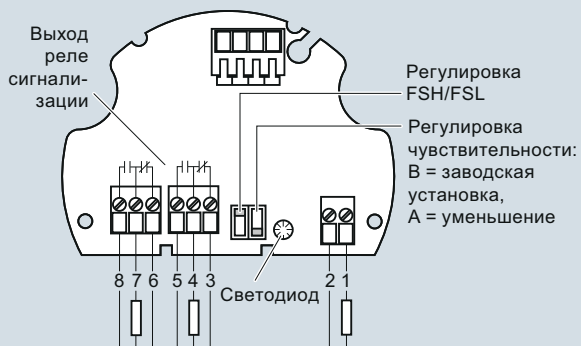 Выход
реле
сигнали-
зации
Регулировка
FSH/FSL
Регулировка
чувствительности:
B = заводская
установка,
A = уменьшение
8 7 6 5 4 3 2 1
Светодиод